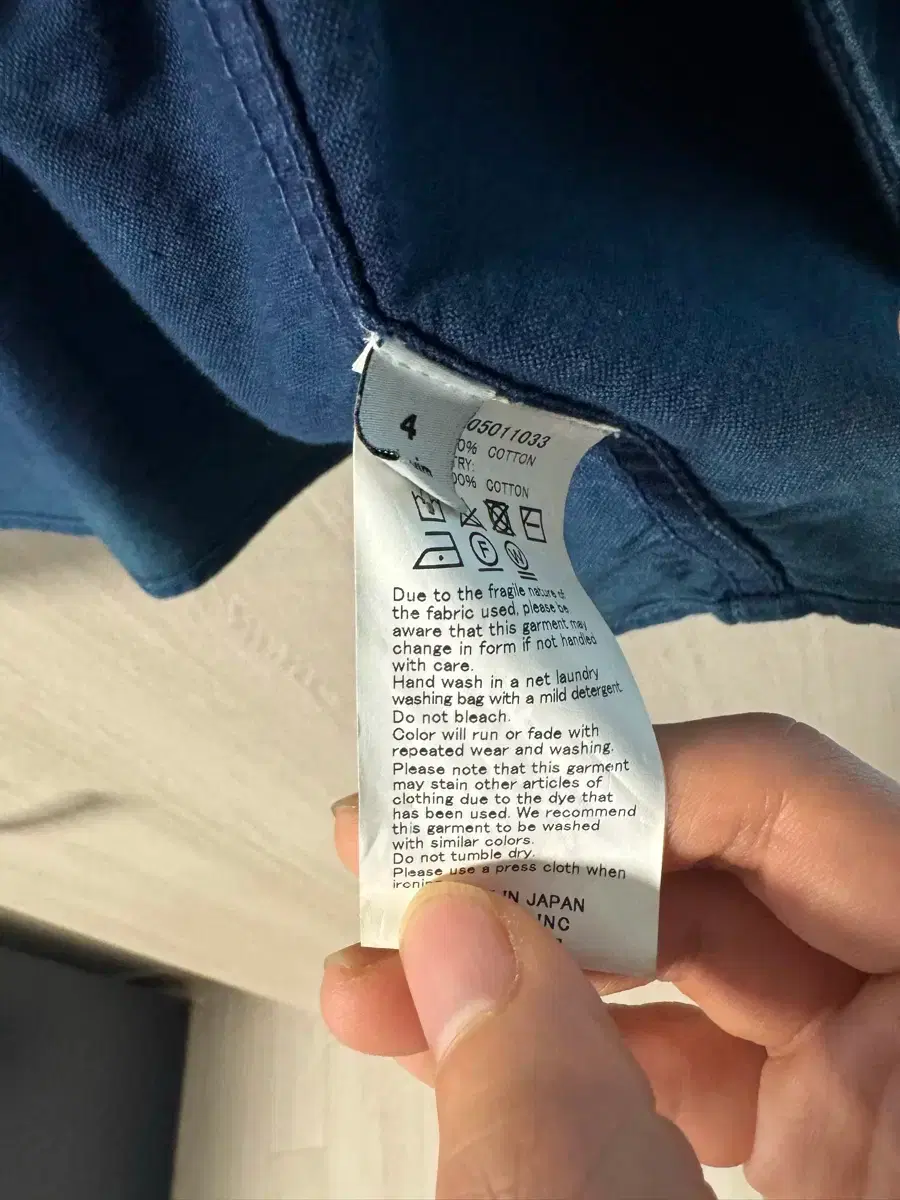 4
05011033
0% COTTON
TRY:
00% COTTON
F
W
Due to the fragile nature of
the fabric used, please be
aware that this garment may
change in form if not handled
with care.
Hand wash in a net laundry
washing bag with a mild detergent.
Do not bleach.
Color will run or fade with
repeated wear and washing.
Please note that this garment
may stain other articles of
clothing due to the dye that
has been used. We recommend
this garment to be washed
with similar colors.
Do not tumble dry.
Please use a press cloth when
IN JAPAN
INC